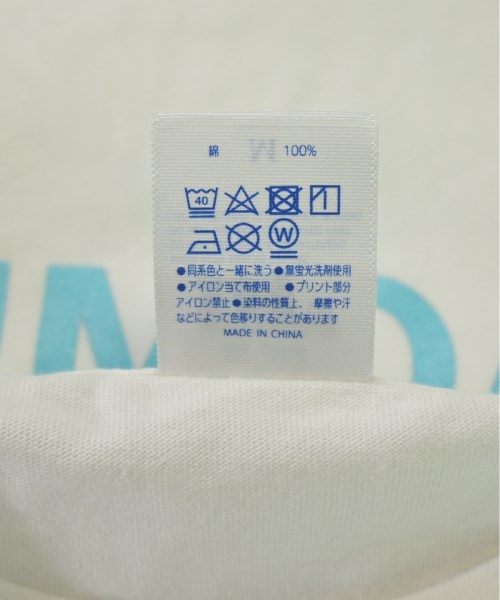 綿 M 100%
40
W
●同系色と一緒に洗う●無蛍光洗剤使用
●アイロン当て布使用 ●プリント部分
アイロン禁止●染料の性質上、摩擦や汗
などによって色移りすることがあります
MADE IN CHINA